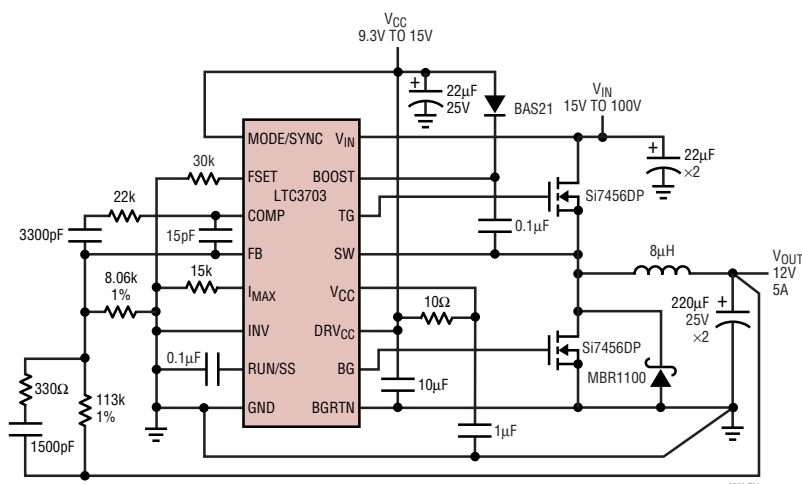 VCC
9.3V TO 15V
+
22µF
25V
BAS21
VIN
15V TO 100V
+
22µF
×2
MODE/SYNC
VIN
30k
FSET
BOOST
LTC3703
22k
COMP
TG
Si7456DP
3300pF
15pF
0.1µF
FB
SW
8µH
VOUT
12V
5A
8.06k
1%
15k
IMAX
VCC
10Ω
220µF
25V
×2
+
INV
DRVCC
Si7456DP
0.1µF
RUN/SS
BG
MBR1100
330Ω
113k
1%
10µF
GND
BGRTN
1500pF
1µF